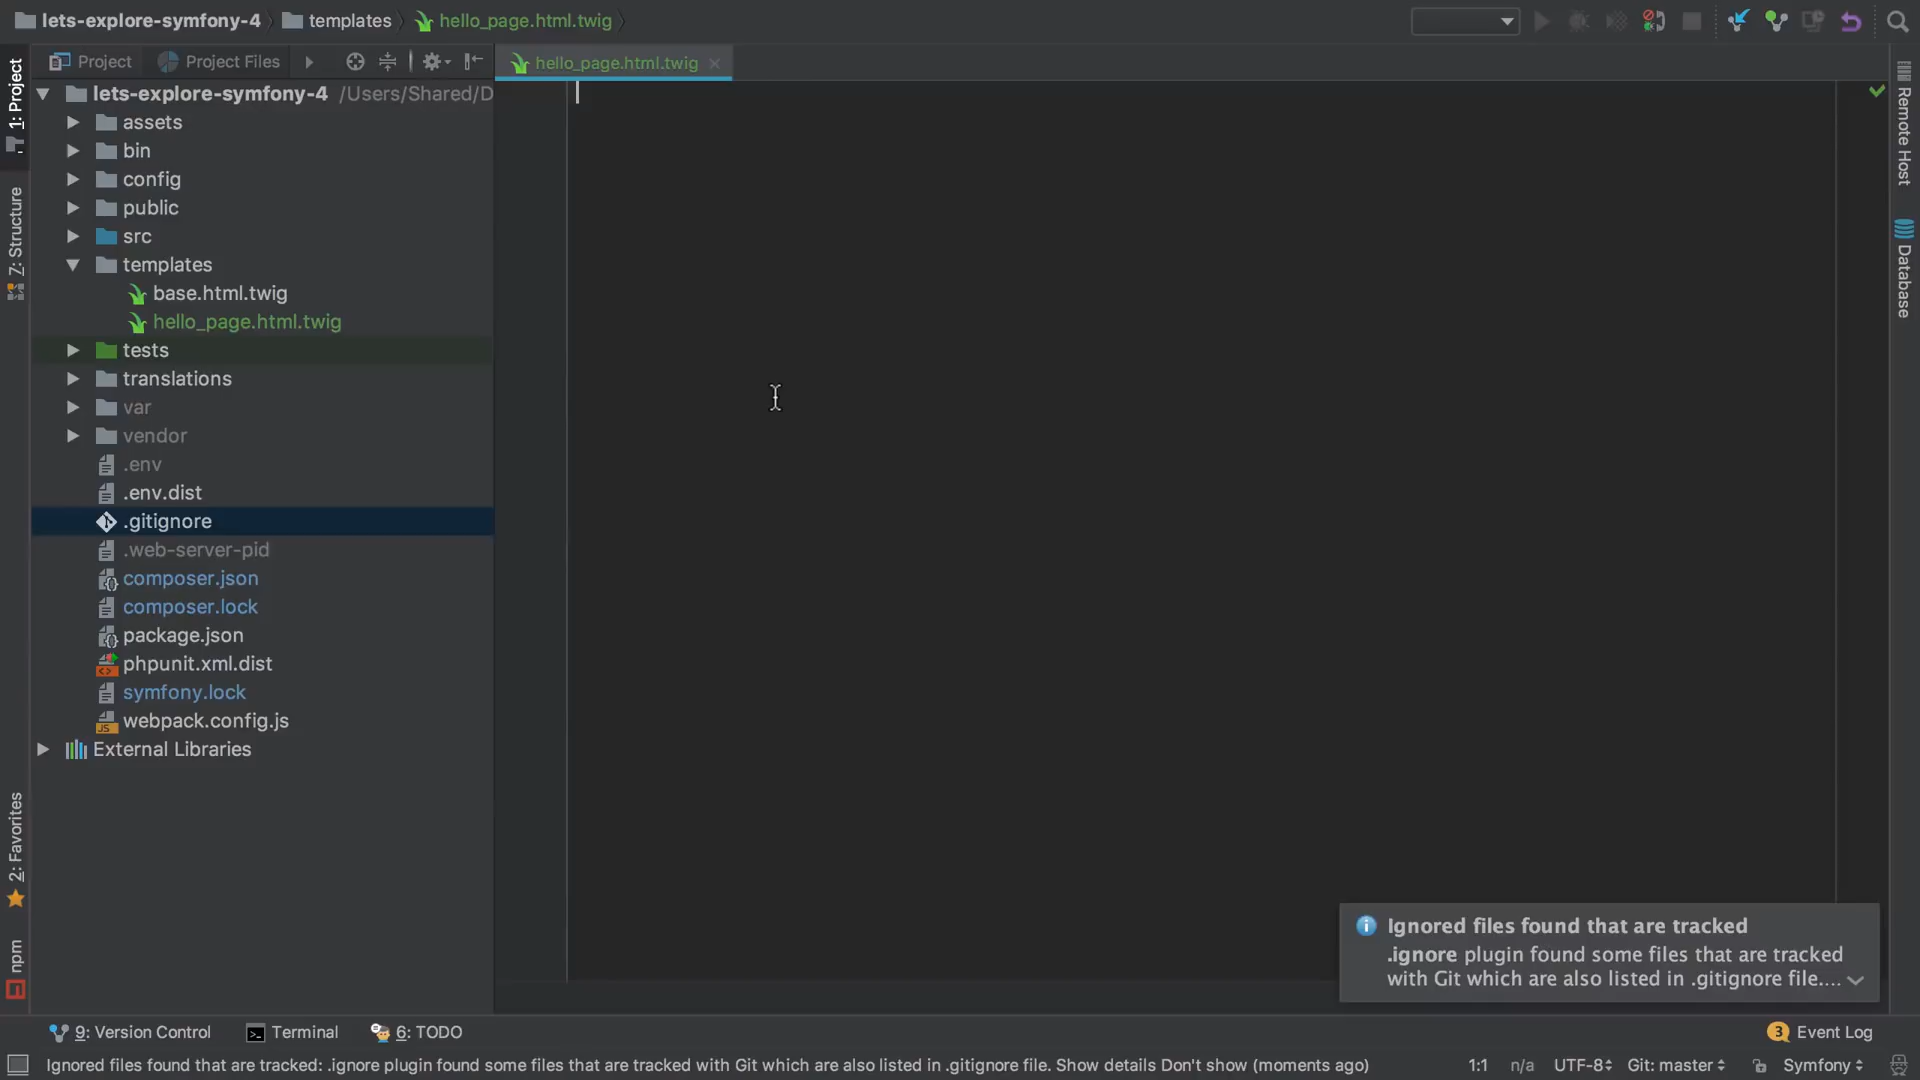 lets-explore-symfony-4 templates hello_page.html.twig
Project Project Files
hello_page.html.twig
lets-explore-symfony-4 /Users/Shared/D
assets
bin
config
public
src
templates
base.html.twig
hello_page.html.twig
tests
translations
var
vendor
.env
.env.dist
.gitignore
.web-server-pid
composer.json
composer.lock
package.json
phpunit.xml.dist
symfony.lock
webpack.config.js
External Libraries
1: Project
7: Structure
2: Favorites
npm
Remote Host
Database
Ignored files found that are tracked
.ignore plugin found some files that are tracked
with Git which are also listed in .gitignore file....
9: Version Control Terminal 6: TODO
3 Event Log
Ignored files found that are tracked: .ignore plugin found some files that are tracked with Git which are also listed in .gitignore file. Show details Don't show (moments ago)
1:1 n/a UTF-8 Git: master Symfony